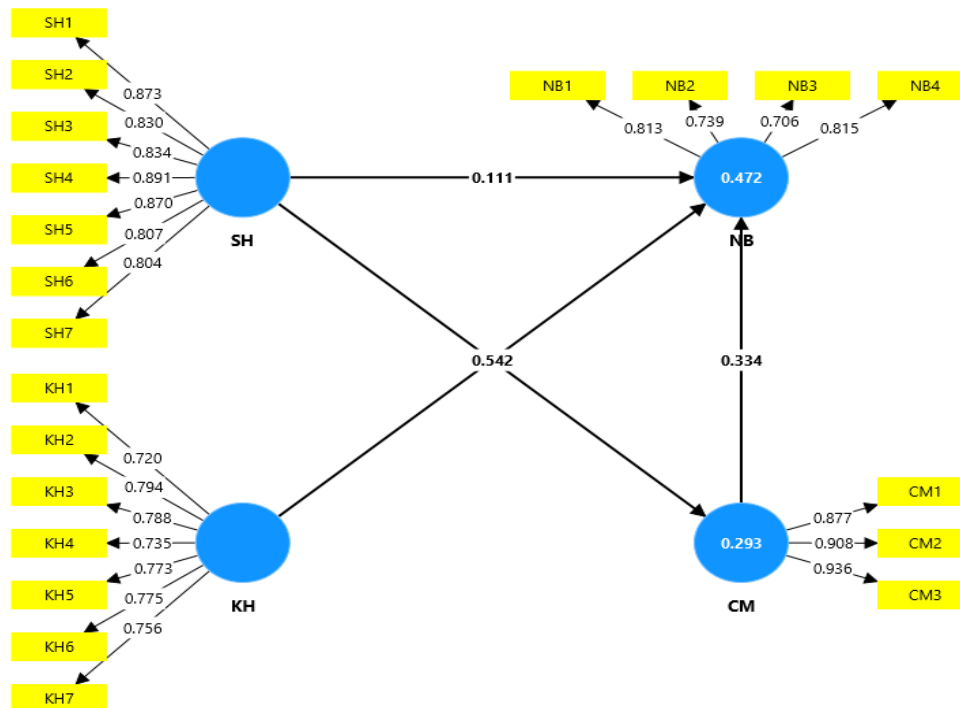 SH1
SH2
SH3
SH4
SH5
SH6
SH7
0.873
0.830
0.834
0.891
0.870
0.807
0.804
SH
NB1
NB2
NB3
NB4
0.813
0.739
0.706
0.815
0.472
NB
0.111
0.542
0.334
KH1
KH2
KH3
KH4
KH5
KH6
KH7
0.720
0.794
0.788
0.735
0.773
0.775
0.756
KH
0.293
CM
0.877
0.908
0.936
CM1
CM2
CM3